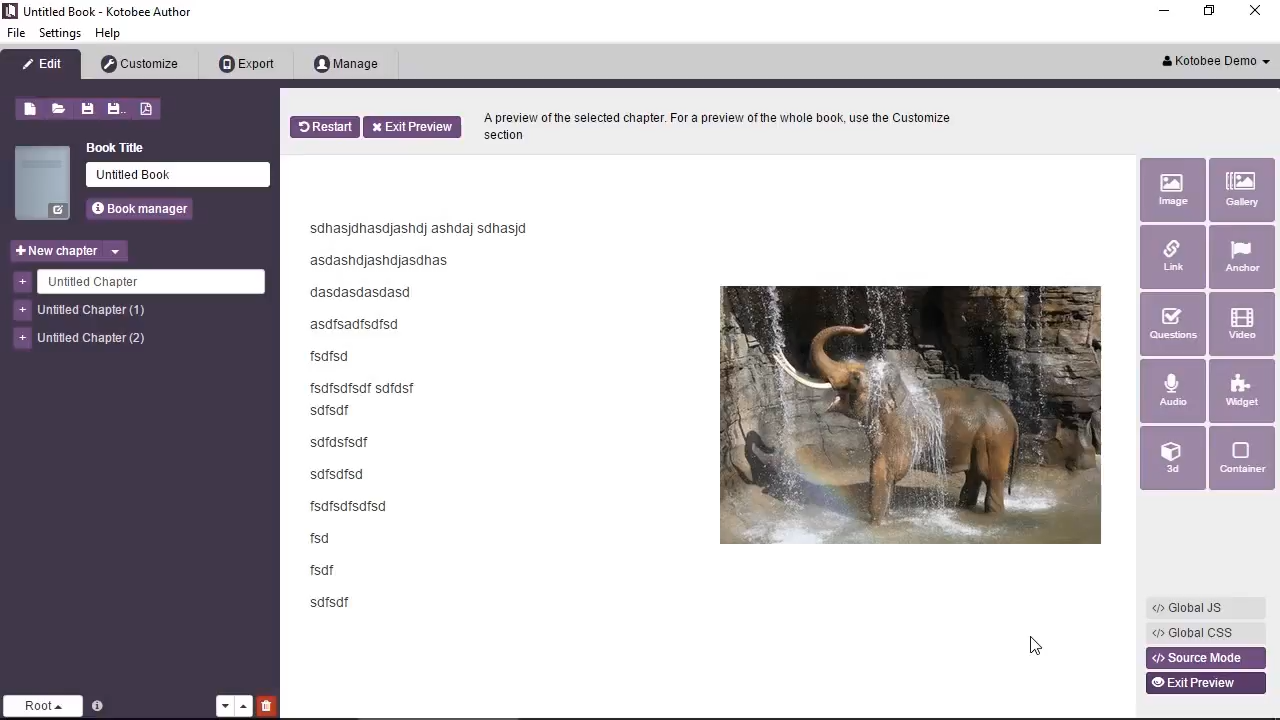 Untitled Book - Kotobee Author
File Settings Help
Edit Customize Export Manage
Kotobee Demo
Restart Exit Preview
A preview of the selected chapter. For a preview of the whole book, use the Customize
section
Book Title
Untitled Book
Book manager
New chapter
Untitled Chapter
Untitled Chapter (1)
Untitled Chapter (2)
sdhasjdhasdjashdj ashdaj sdhasjd
asdashdjashdjasdhas
dasdasdasdasd
asdfsadfsdfsd
fsdfsd
fsdfsdfsdf sdfdsf
sdfsdf
sdfdsfsdf
sdfsdfsd
fsdfsdfsdfsd
fsd
fsdf
sdfsdf
Image Gallery
Link Anchor
Questions Video
Audio Widget
3d Container
</> Global JS
</> Global CSS
</> Source Mode
Exit Preview
Root